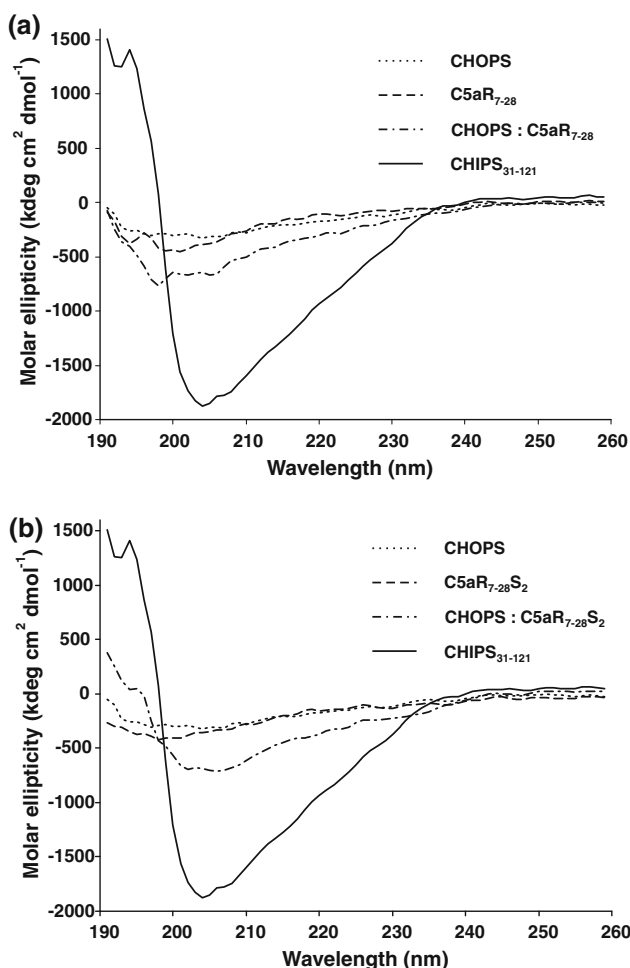 (a)
Molar ellipticity (kdeg cm² dmol⁻¹)
1500
1000
500
0
-500
-1000
-1500
-2000
CHOPS
C5aR₇₋₂₈
CHOPS : C5aR₇₋₂₈
CHIPS₃₁₋₁₂₁
190 200 210 220 230 240 250 260
Wavelength (nm)
(b)
Molar ellipticity (kdeg cm² dmol⁻¹)
1500
1000
500
0
-500
-1000
-1500
-2000
CHOPS
C5aR₇₋₂₈S₂
CHOPS : C5aR₇₋₂₈S₂
CHIPS₃₁₋₁₂₁
190 200 210 220 230 240 250 260
Wavelength (nm)